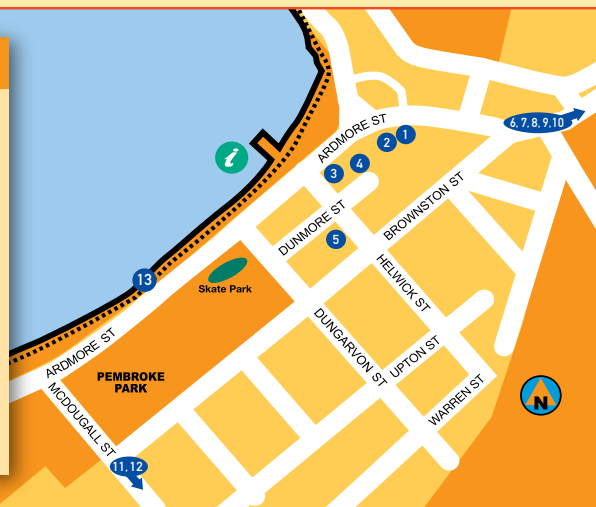 ARDMORE ST
6,7,8,9,10
1
2
4
3
i
DUNMORE ST
BROWNSTON ST
5
13
Skate Park
HELWICK ST
DUNGARVON ST
UPTON ST
ARDMORE ST
PEMBROKE
PARK
MCDOUGALL ST
WARREN ST
N
11,12